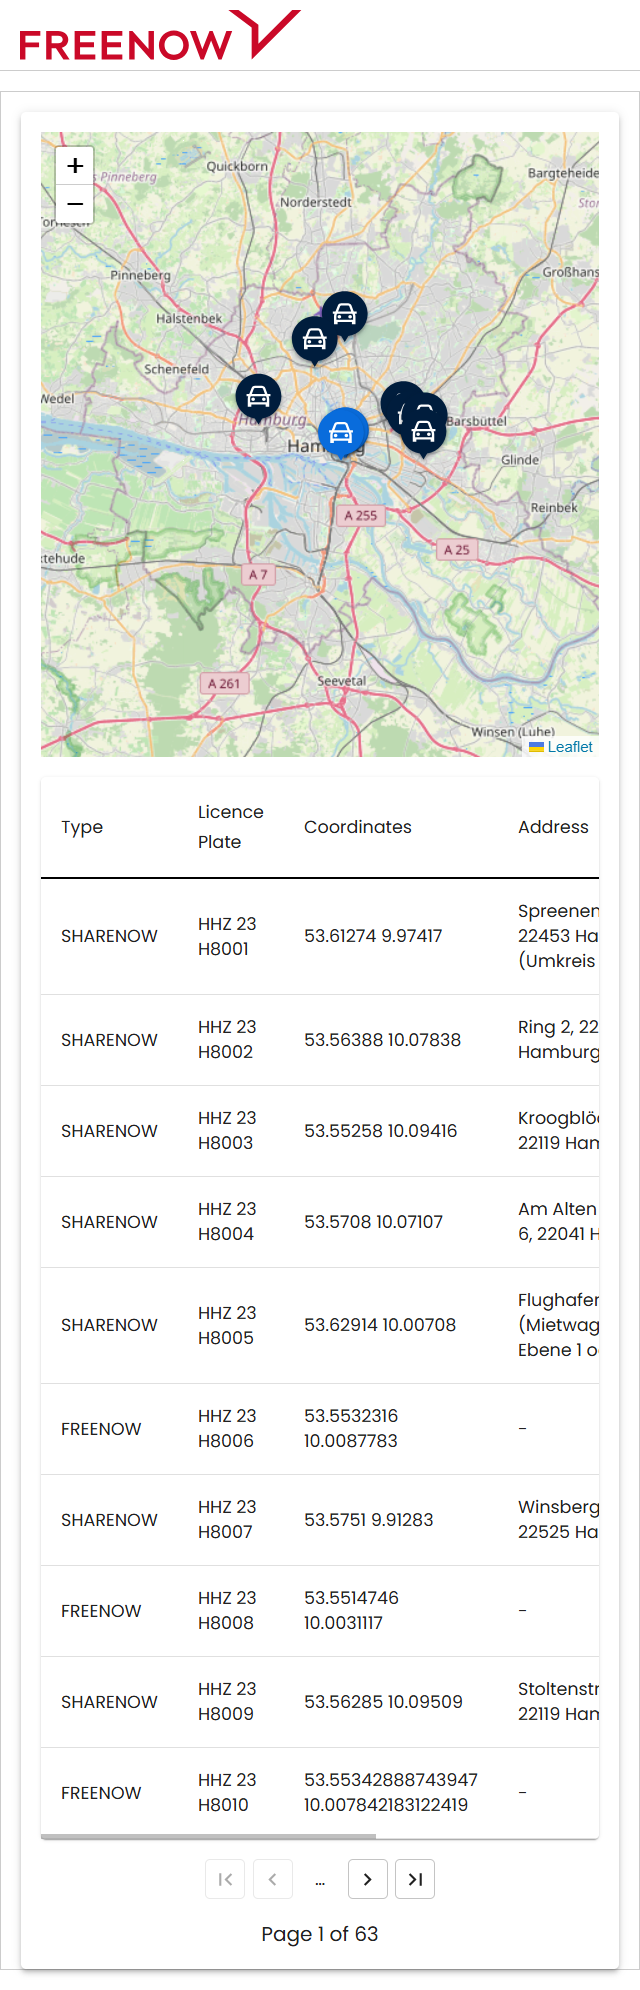 FREENOW
+
−
Quickborn
Bargteheide
s Pinneberg
Norderstedt
Pinneberg
Großhans
Halstenbek
Schenefeld
Wedel
Hamburg
Barsbüttel
Glinde
A 255
Reinbek
A 25
xtehude
A 7
Seevetal
A 261
Winsen (Luhe)
Leaflet
Type Licence Plate Coordinates Address
SHARENOW
HHZ 23
H8001
53.61274 9.97417
Spreenen
22453 Ha
(Umkreis
SHARENOW
HHZ 23
H8002
53.56388 10.07838
Ring 2, 22
Hamburg
SHARENOW
HHZ 23
H8003
53.55258 10.09416
Kroogblö
22119 Ham
SHARENOW
HHZ 23
H8004
53.5708 10.07107
Am Alten
6, 22041 H
SHARENOW
HHZ 23
H8005
53.62914 10.00708
Flughafen
(Mietwag
Ebene 1 o
FREENOW
HHZ 23
H8006
53.5532316
10.0087783
-
SHARENOW
HHZ 23
H8007
53.5751 9.91283
Winsberg
22525 Ha
FREENOW
HHZ 23
H8008
53.5514746
10.0031117
-
SHARENOW
HHZ 23
H8009
53.56285 10.09509
Stoltenstr
22119 Ham
FREENOW
HHZ 23
H8010
53.55342888743947
10.007842183122419
-
...
Page 1 of 63